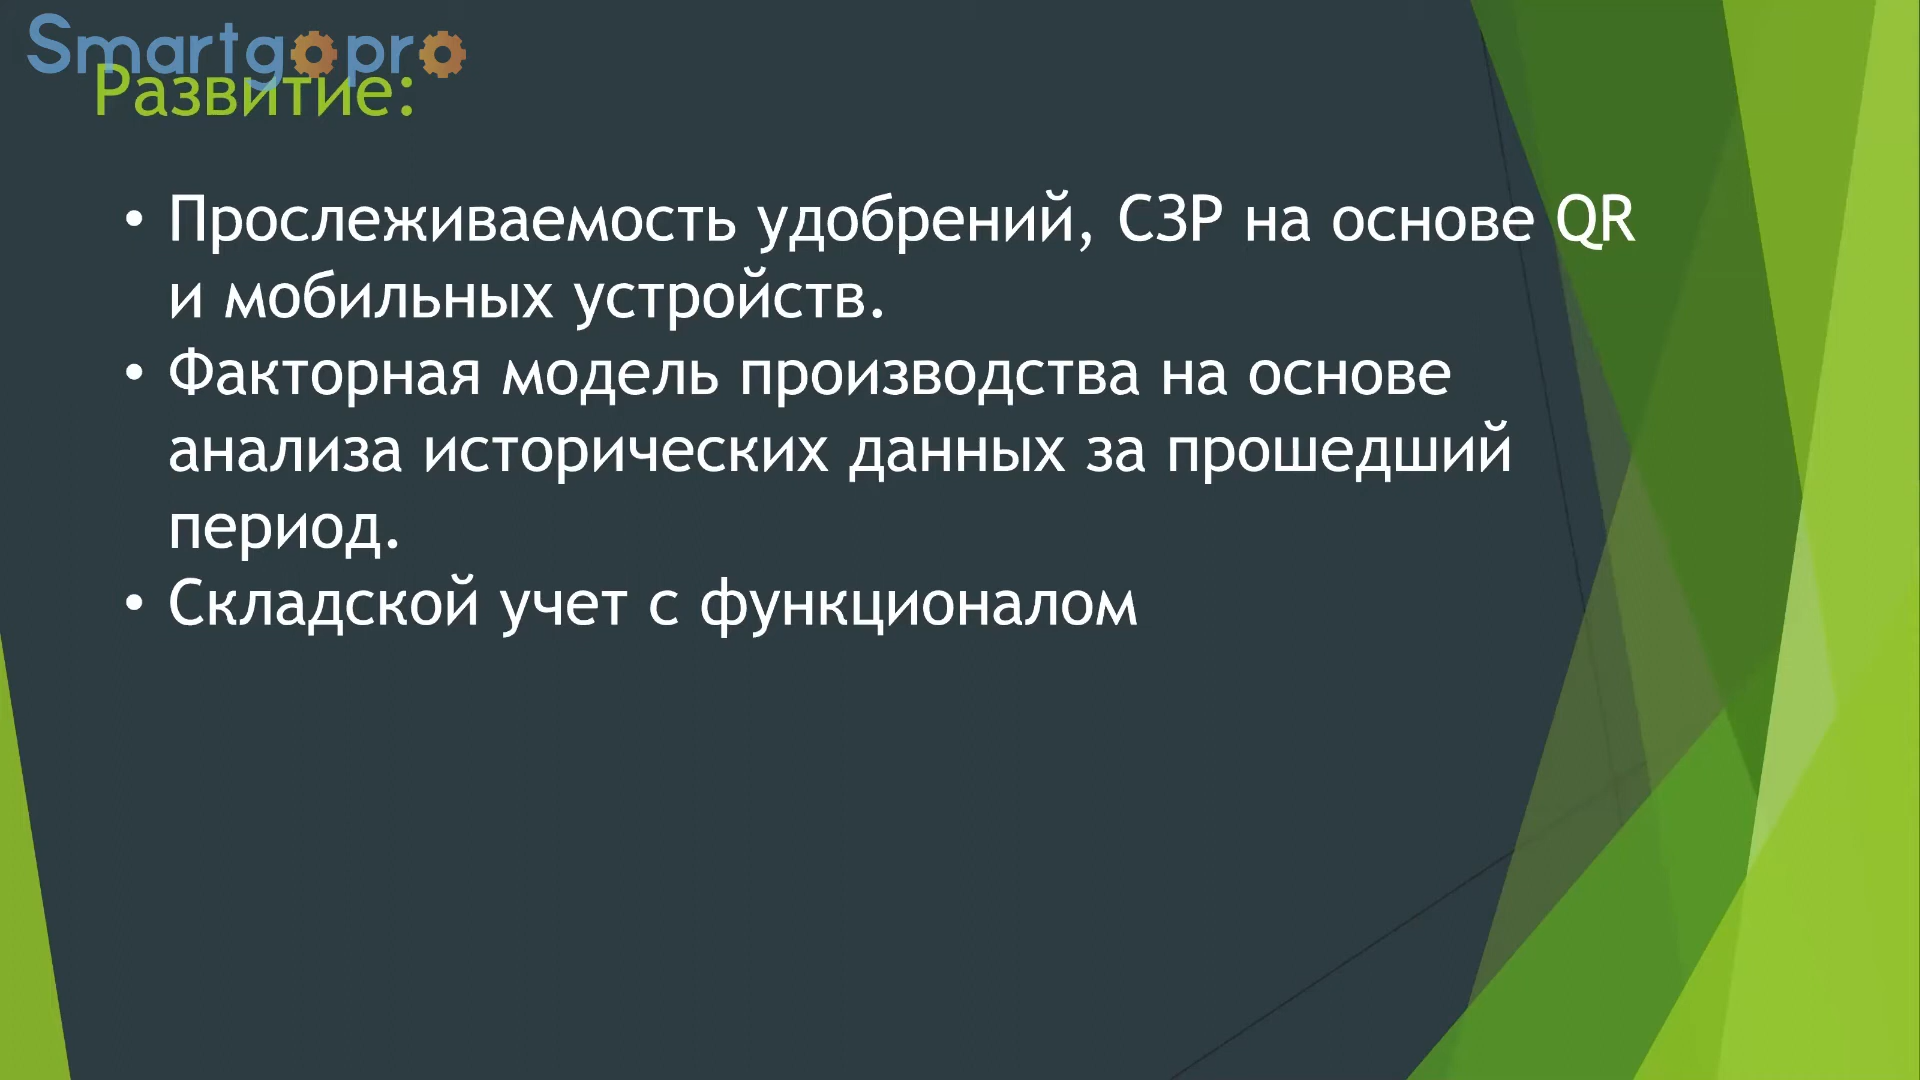 Smartgopro
Развитие:
• Прослеживаемость удобрений, СЗР на основе QR
и мобильных устройств.
• Факторная модель производства на основе
анализа исторических данных за прошедший
период.
• Складской учет с функционалом